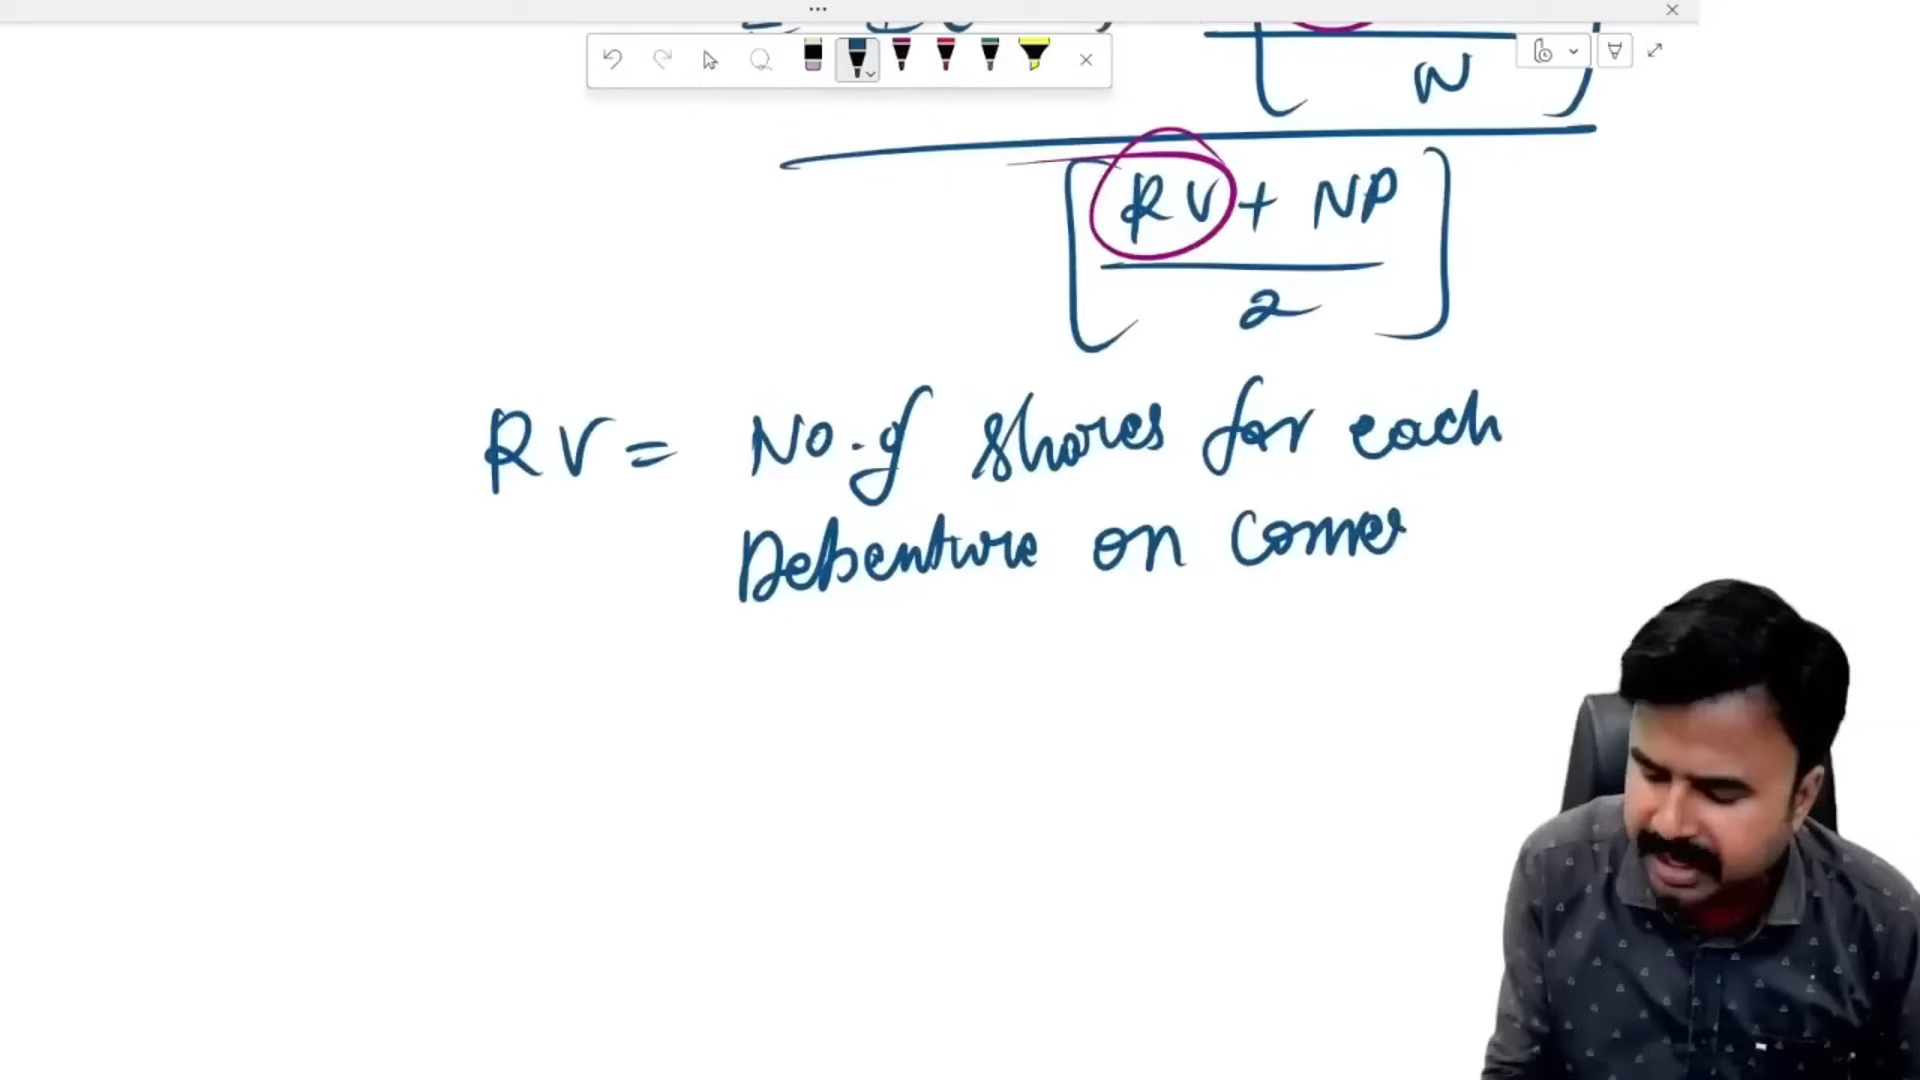 N
RV + NP
2
RV = No. of shares for each
Debenture on Conver